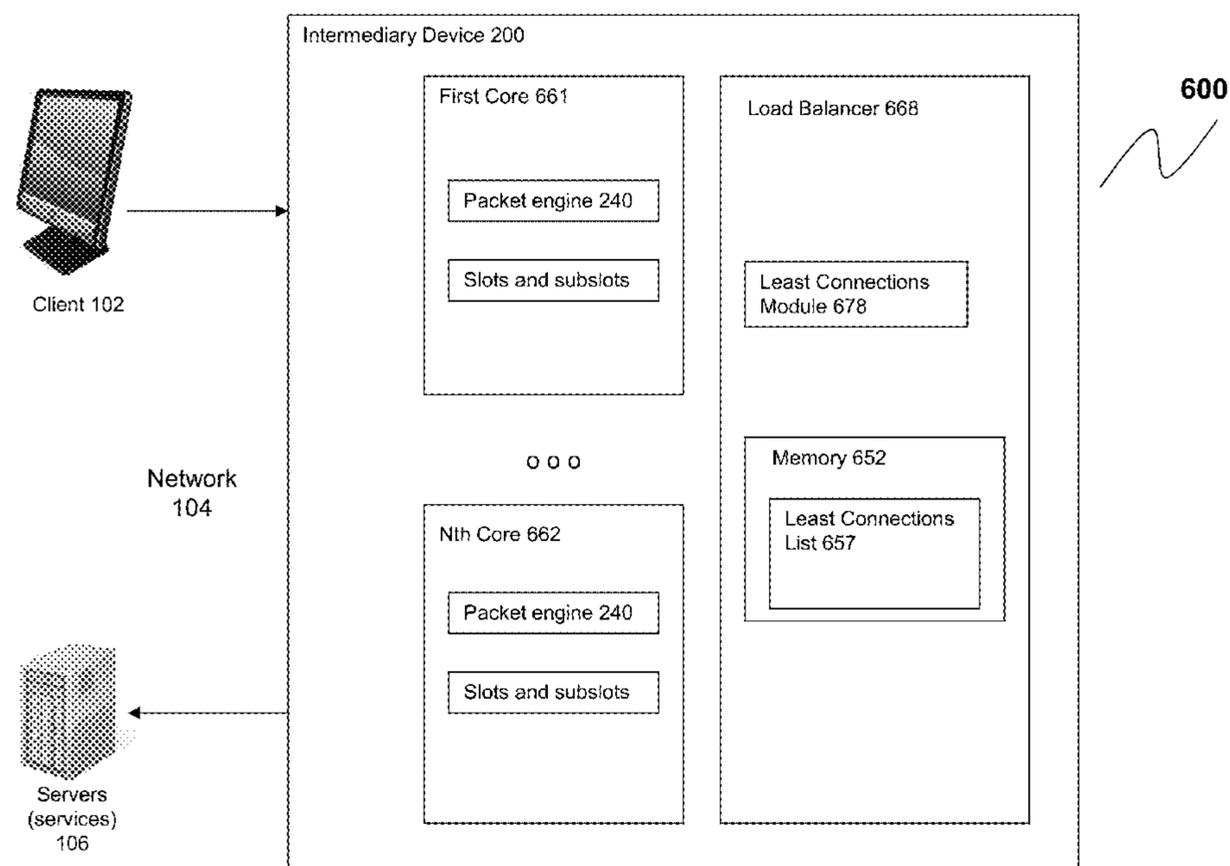 Intermediary Device 200
600
First Core 661
Packet engine 240
Slots and subslots
Load Balancer 668
Least Connections
Module 678
Memory 652
Least Connections
List 657
Client 102
Network
104
o o o
Nth Core 662
Packet engine 240
Slots and subslots
Servers
(services)
106